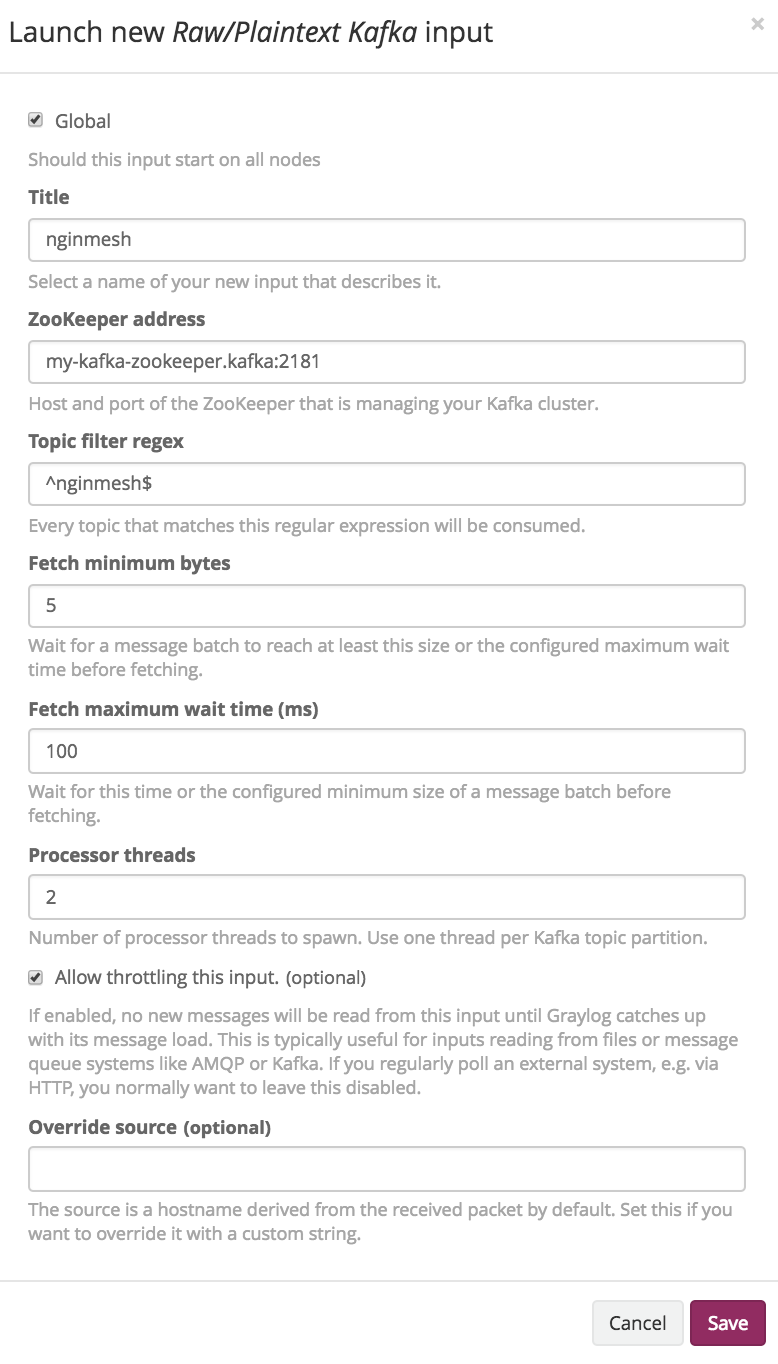 Launch new Raw/Plaintext Kafka input
×
Global
Should this input start on all nodes
Title
nginmesh
Select a name of your new input that describes it.
ZooKeeper address
my-kafka-zookeeper.kafka:2181
Host and port of the ZooKeeper that is managing your Kafka cluster.
Topic filter regex
^nginmesh$
Every topic that matches this regular expression will be consumed.
Fetch minimum bytes
5
Wait for a message batch to reach at least this size or the configured maximum wait
time before fetching.
Fetch maximum wait time (ms)
100
Wait for this time or the configured minimum size of a message batch before
fetching.
Processor threads
2
Number of processor threads to spawn. Use one thread per Kafka topic partition.
Allow throttling this input. (optional)
If enabled, no new messages will be read from this input until Graylog catches up
with its message load. This is typically useful for inputs reading from files or message
queue systems like AMQP or Kafka. If you regularly poll an external system, e.g. via
HTTP, you normally want to leave this disabled.
Override source (optional)
The source is a hostname derived from the received packet by default. Set this if you
want to override it with a custom string.
Cancel Save